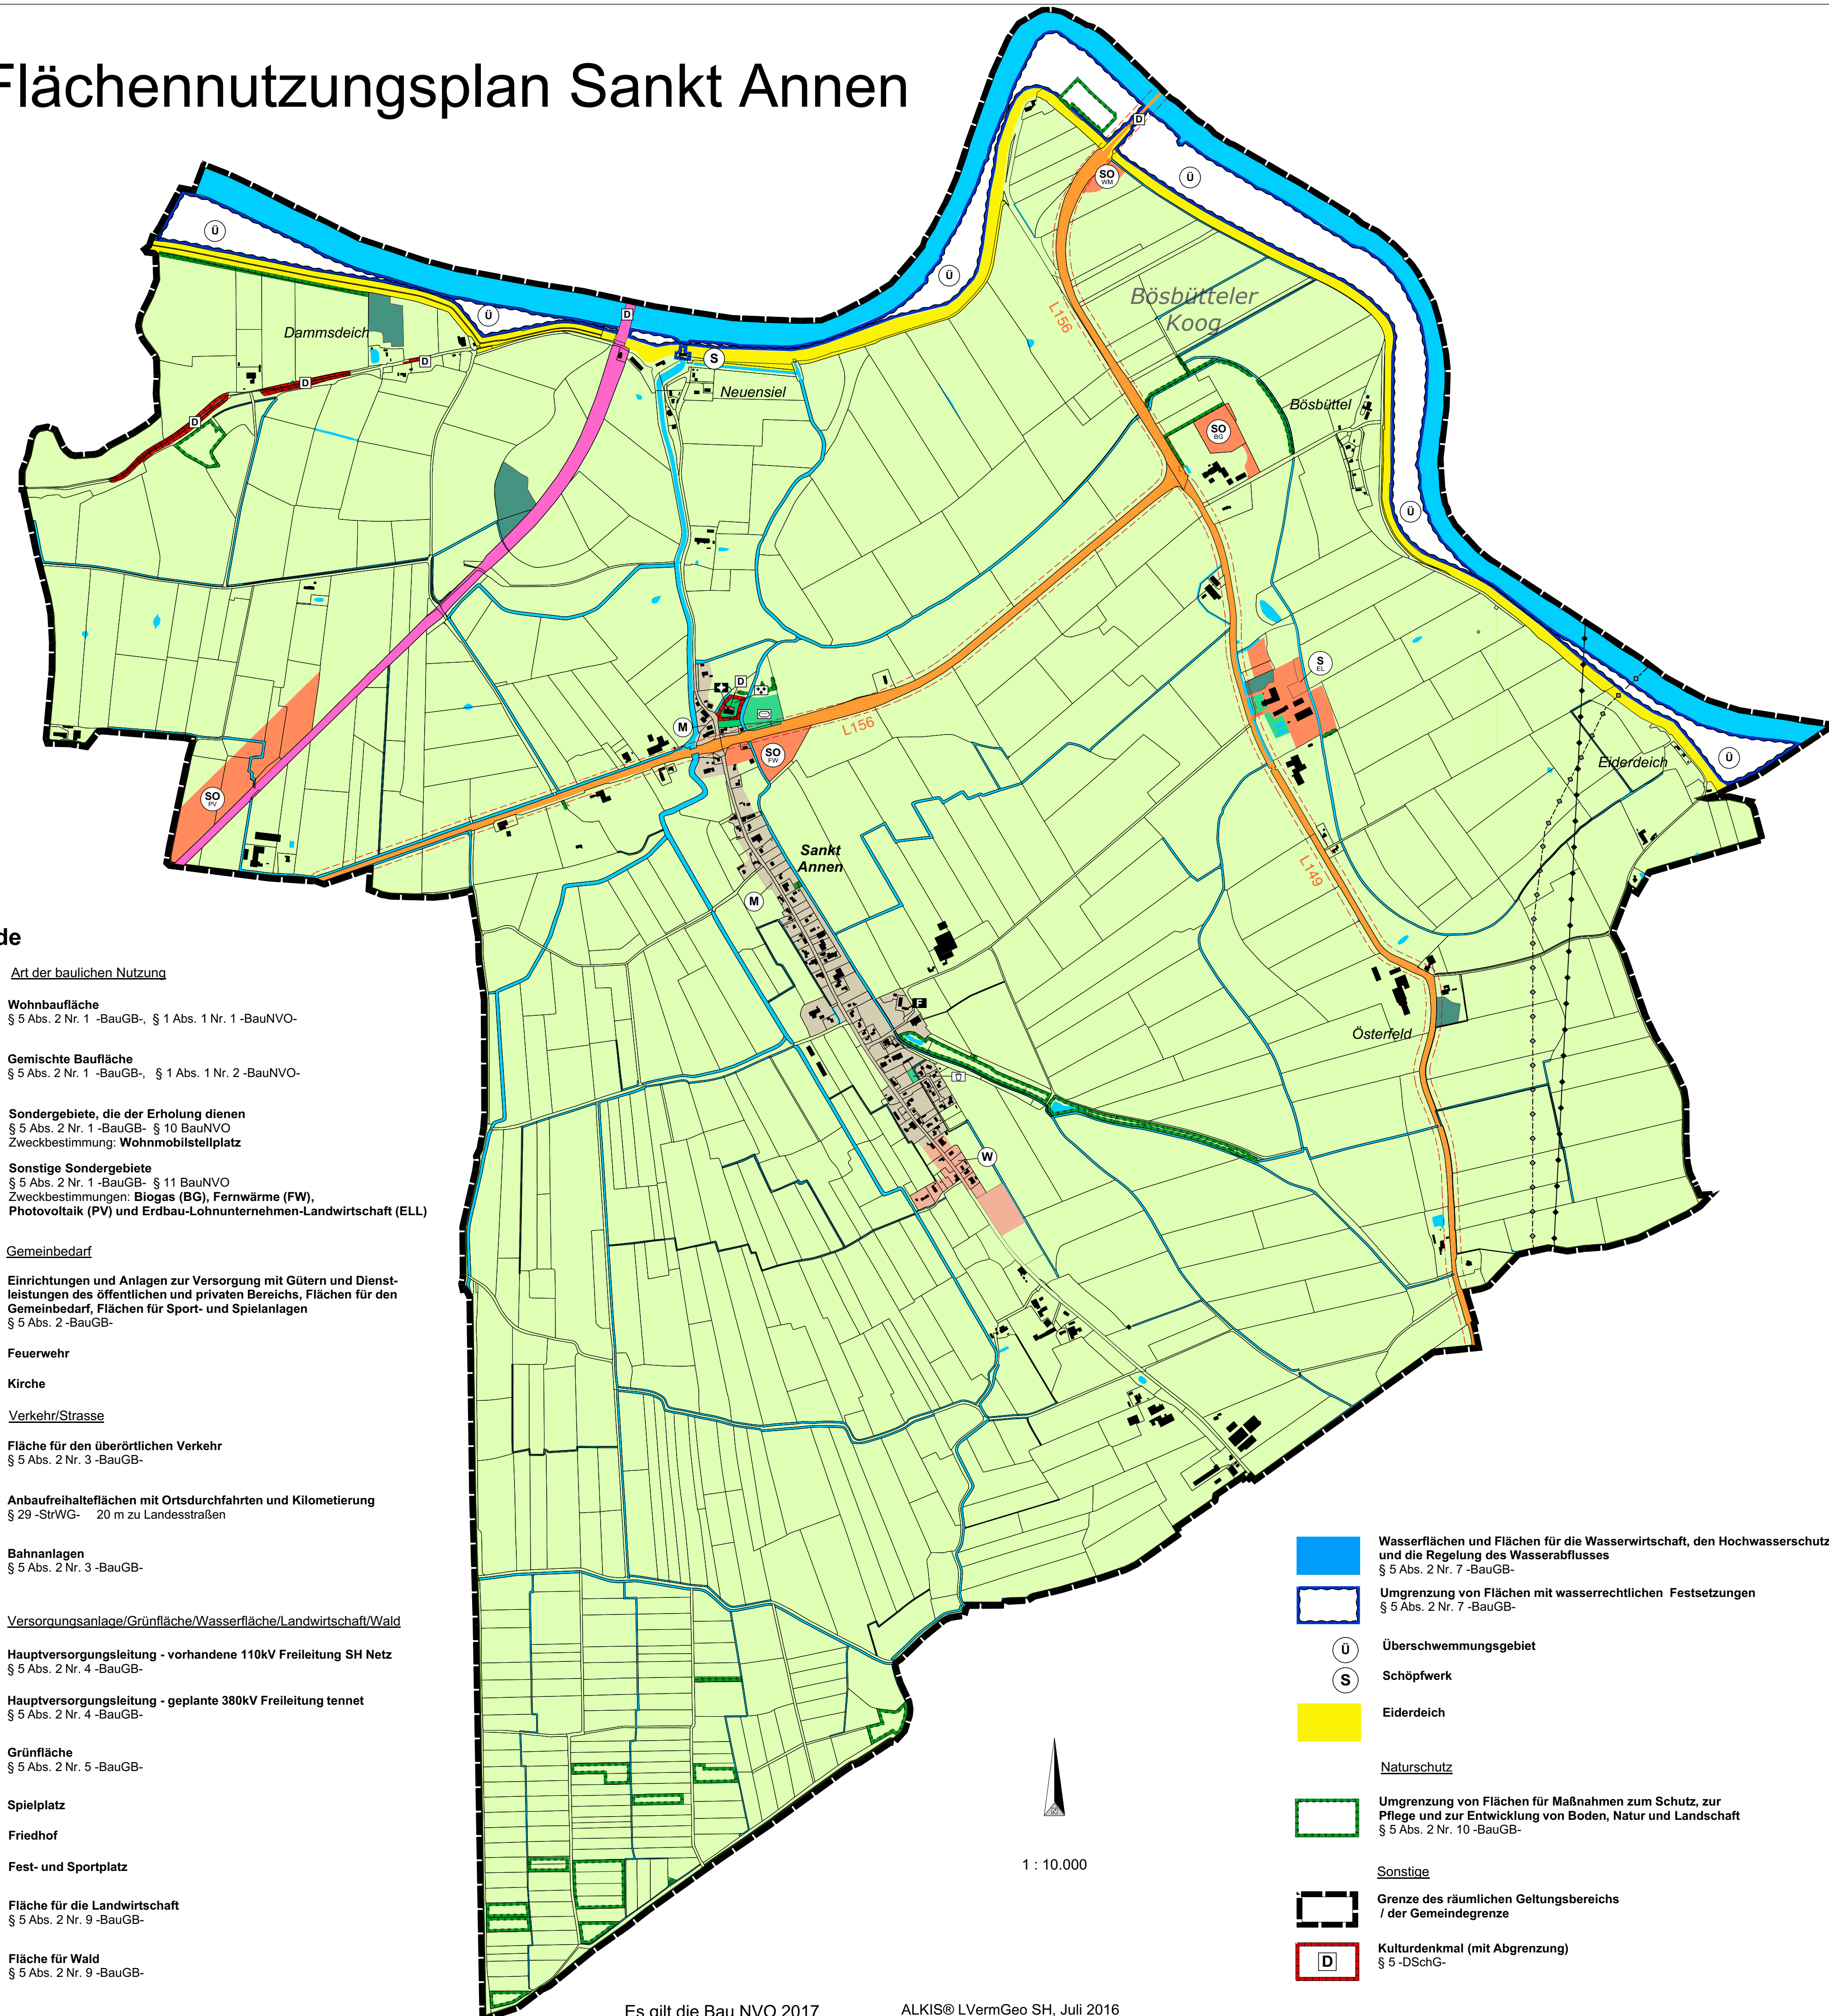 Flächennutzungsplan Sankt Annen
D
SO
WM
Ü
Ü
Ü
Ü
D
Bösbütteler
Koog
L156
Dammsdeich
D
S
D
Neuensiel
Bösbüttel
D
SO
BG
Ü
S
EL
D
M
L156
SO
FW
Eiderdeich
Ü
SO
PV
Sankt
Annen
L149
M
F
Österfeld
W
de
Art der baulichen Nutzung
Wohnbaufläche
§ 5 Abs. 2 Nr. 1 -BauGB-, § 1 Abs. 1 Nr. 1 -BauNVO-
Gemischte Baufläche
§ 5 Abs. 2 Nr. 1 -BauGB-, § 1 Abs. 1 Nr. 2 -BauNVO-
Sondergebiete, die der Erholung dienen
§ 5 Abs. 2 Nr. 1 -BauGB- § 10 BauNVO
Zweckbestimmung: Wohnmobilstellplatz
Sonstige Sondergebiete
§ 5 Abs. 2 Nr. 1 -BauGB- § 11 BauNVO
Zweckbestimmungen: Biogas (BG), Fernwärme (FW),
Photovoltaik (PV) und Erdbau-Lohnunternehmen-Landwirtschaft (ELL)
Gemeinbedarf
Einrichtungen und Anlagen zur Versorgung mit Gütern und Dienst-
leistungen des öffentlichen und privaten Bereichs, Flächen für den
Gemeinbedarf, Flächen für Sport- und Spielanlagen
§ 5 Abs. 2 -BauGB-
Feuerwehr
Kirche
Verkehr/Strasse
Fläche für den überörtlichen Verkehr
§ 5 Abs. 2 Nr. 3 -BauGB-
Anbaufreihalteflächen mit Ortsdurchfahrten und Kilometierung
§ 29 -StrWG- 20 m zu Landesstraßen
Bahnanlagen
§ 5 Abs. 2 Nr. 3 -BauGB-
Versorgungsanlage/Grünfläche/Wasserfläche/Landwirtschaft/Wald
Hauptversorgungsleitung - vorhandene 110kV Freileitung SH Netz
§ 5 Abs. 2 Nr. 4 -BauGB-
Hauptversorgungsleitung - geplante 380kV Freileitung tennet
§ 5 Abs. 2 Nr. 4 -BauGB-
Grünfläche
§ 5 Abs. 2 Nr. 5 -BauGB-
Spielplatz
Friedhof
Fest- und Sportplatz
Fläche für die Landwirtschaft
§ 5 Abs. 2 Nr. 9 -BauGB-
Fläche für Wald
§ 5 Abs. 2 Nr. 9 -BauGB-
1 : 10.000
Es gilt die Bau NVO 2017
ALKIS® LVermGeo SH, Juli 2016
Wasserflächen und Flächen für die Wasserwirtschaft, den Hochwasserschutz
und die Regelung des Wasserabflusses
§ 5 Abs. 2 Nr. 7 -BauGB-
Umgrenzung von Flächen mit wasserrechtlichen Festsetzungen
§ 5 Abs. 2 Nr. 7 -BauGB-
Ü Überschwemmungsgebiet
S Schöpfwerk
Eiderdeich
Naturschutz
Umgrenzung von Flächen für Maßnahmen zum Schutz, zur
Pflege und zur Entwicklung von Boden, Natur und Landschaft
§ 5 Abs. 2 Nr. 10 -BauGB-
Sonstige
Grenze des räumlichen Geltungsbereichs
/ der Gemeindegrenze
D Kulturdenkmal (mit Abgrenzung)
§ 5 -DSchG-